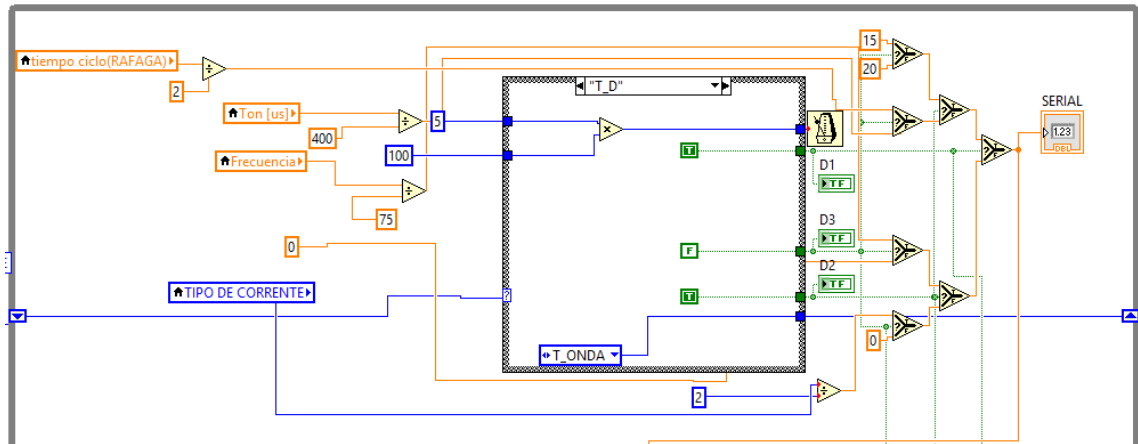 tiempo ciclo(RAFAGA)
2
Ton [us]
400
Frecuencia
75
5
100
0
TIPO DE CORRENTE
"T_D"
×
T
F
T
T_ONDA
2
D1
TF
D3
TF
D2
TF
15
20
0
SERIAL
1.23
DBL